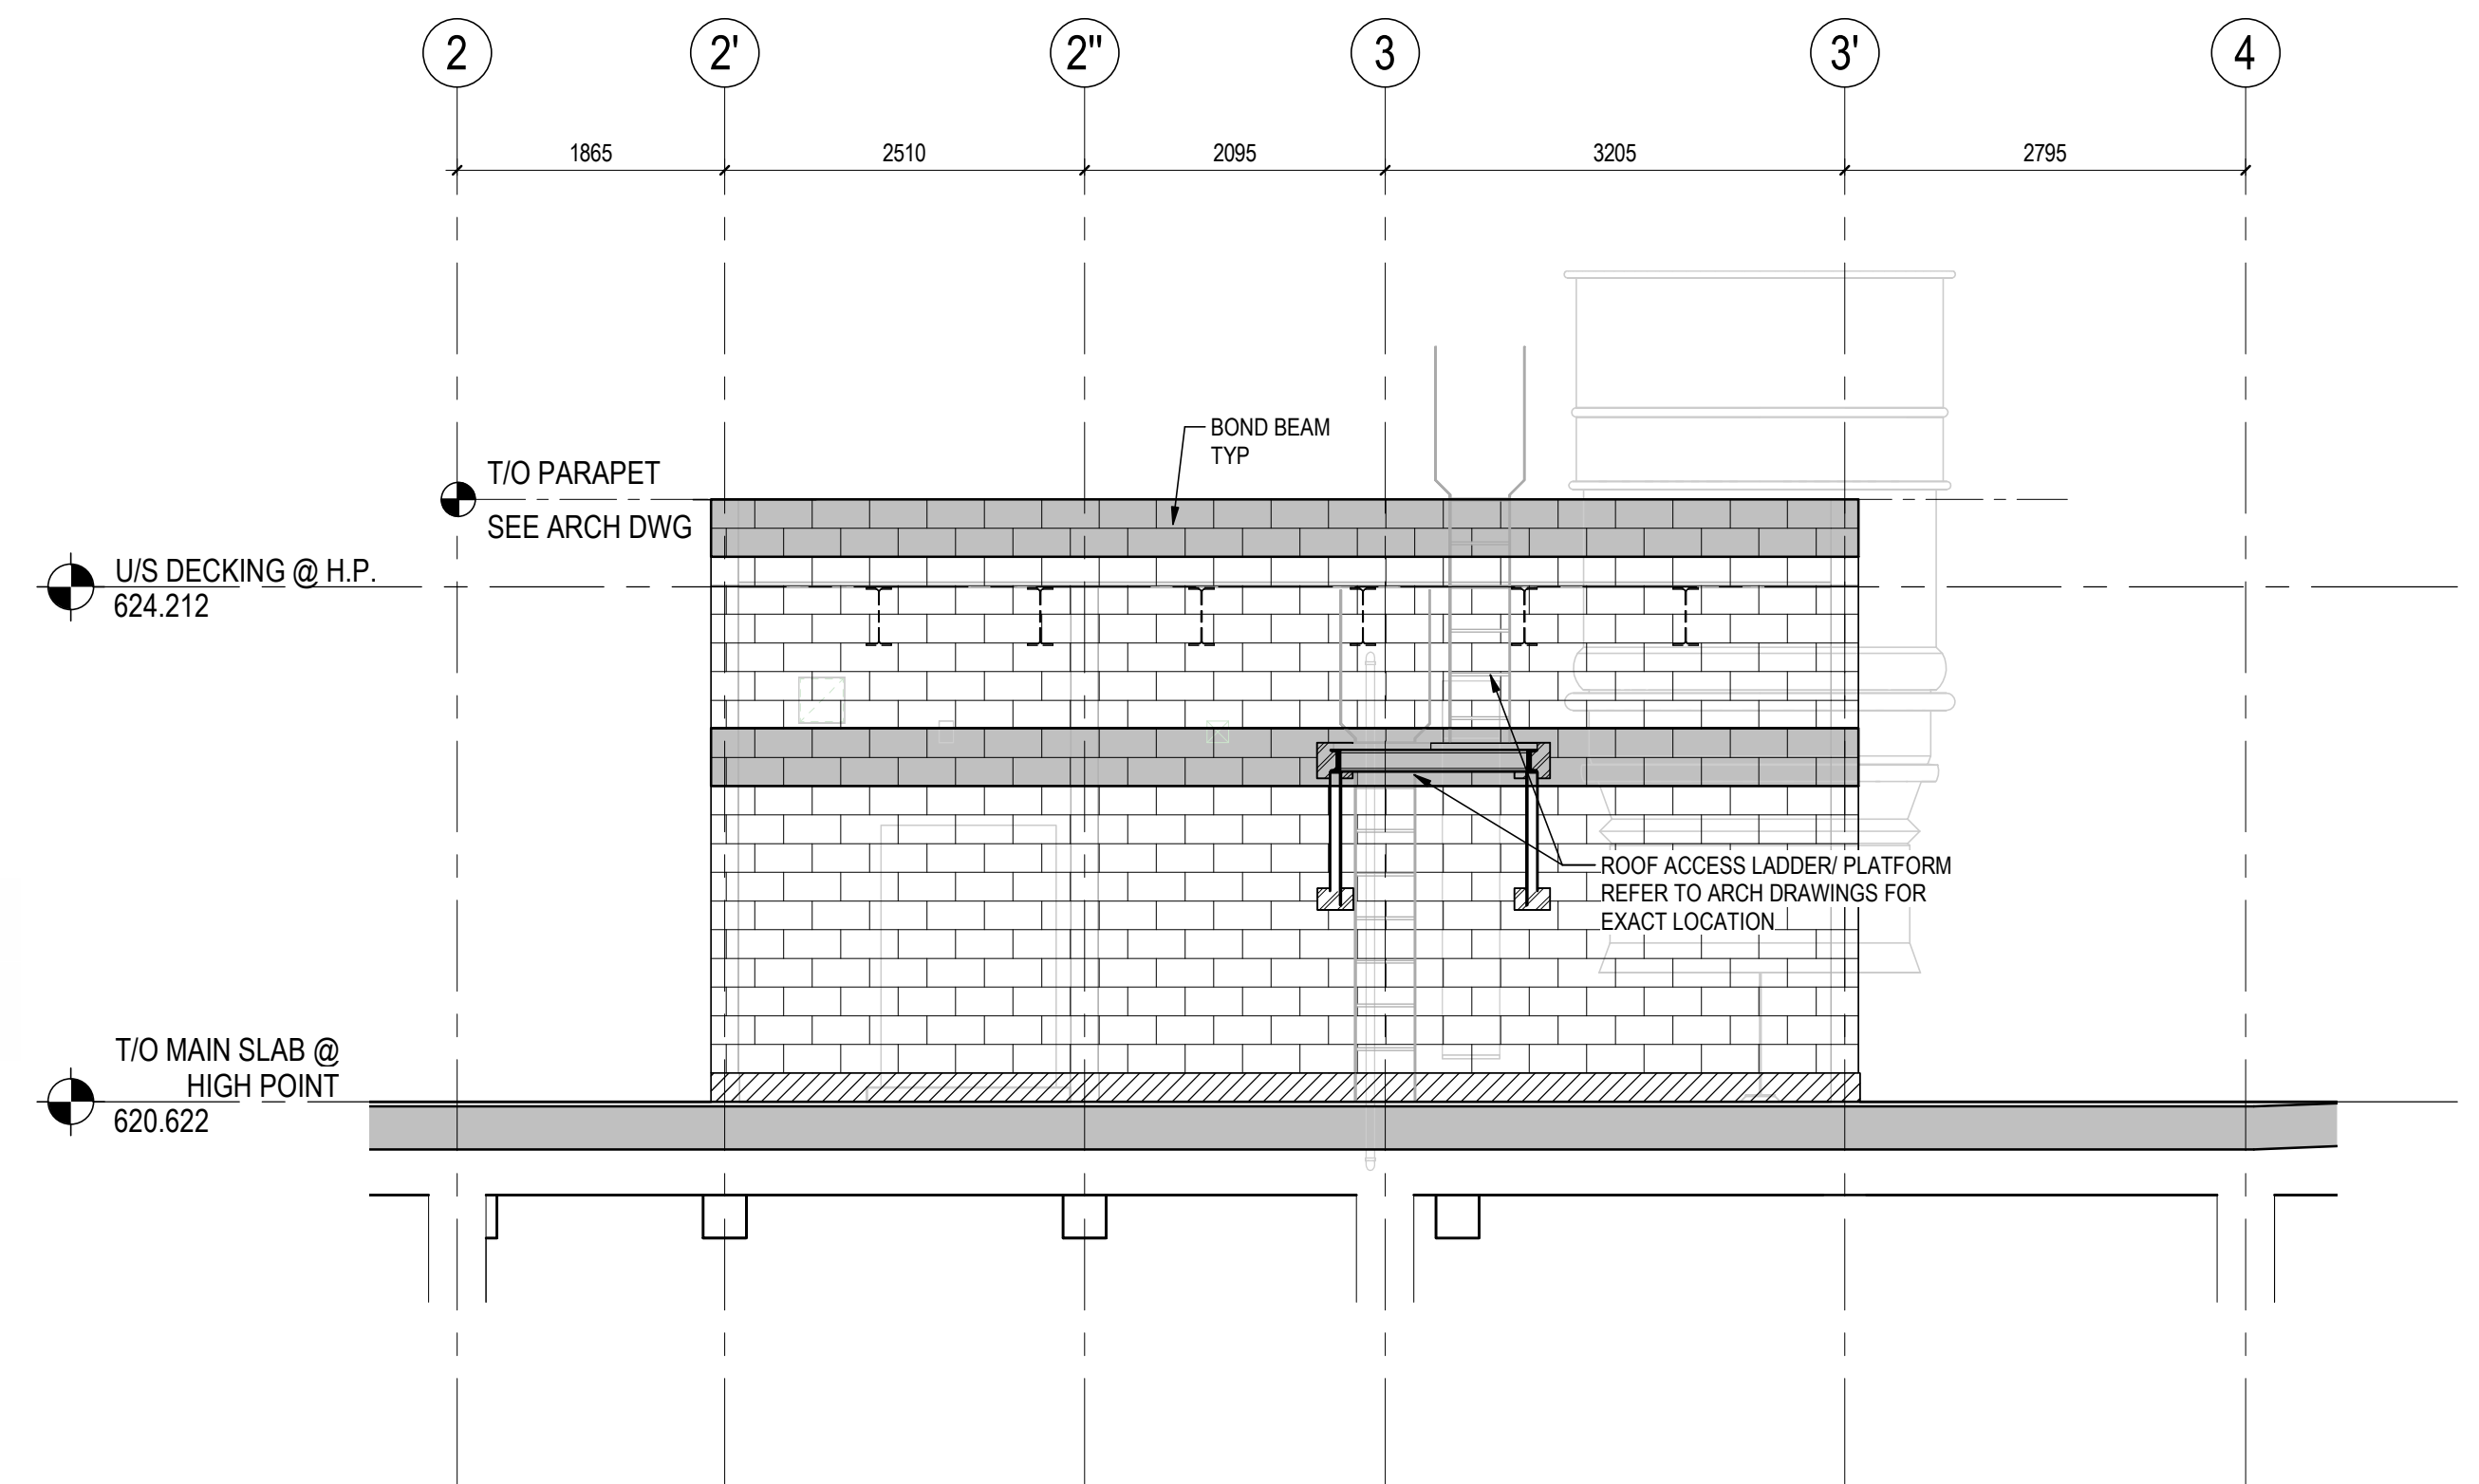 2
2'
2"
3
3'
4
1865
2510
2095
3205
2795
BOND BEAM
TYP
T/O PARAPET
SEE ARCH DWG
U/S DECKING @ H.P.
624.212
ROOF ACCESS LADDER/ PLATFORM
REFER TO ARCH DRAWINGS FOR
EXACT LOCATION
T/O MAIN SLAB @
HIGH POINT
620.622